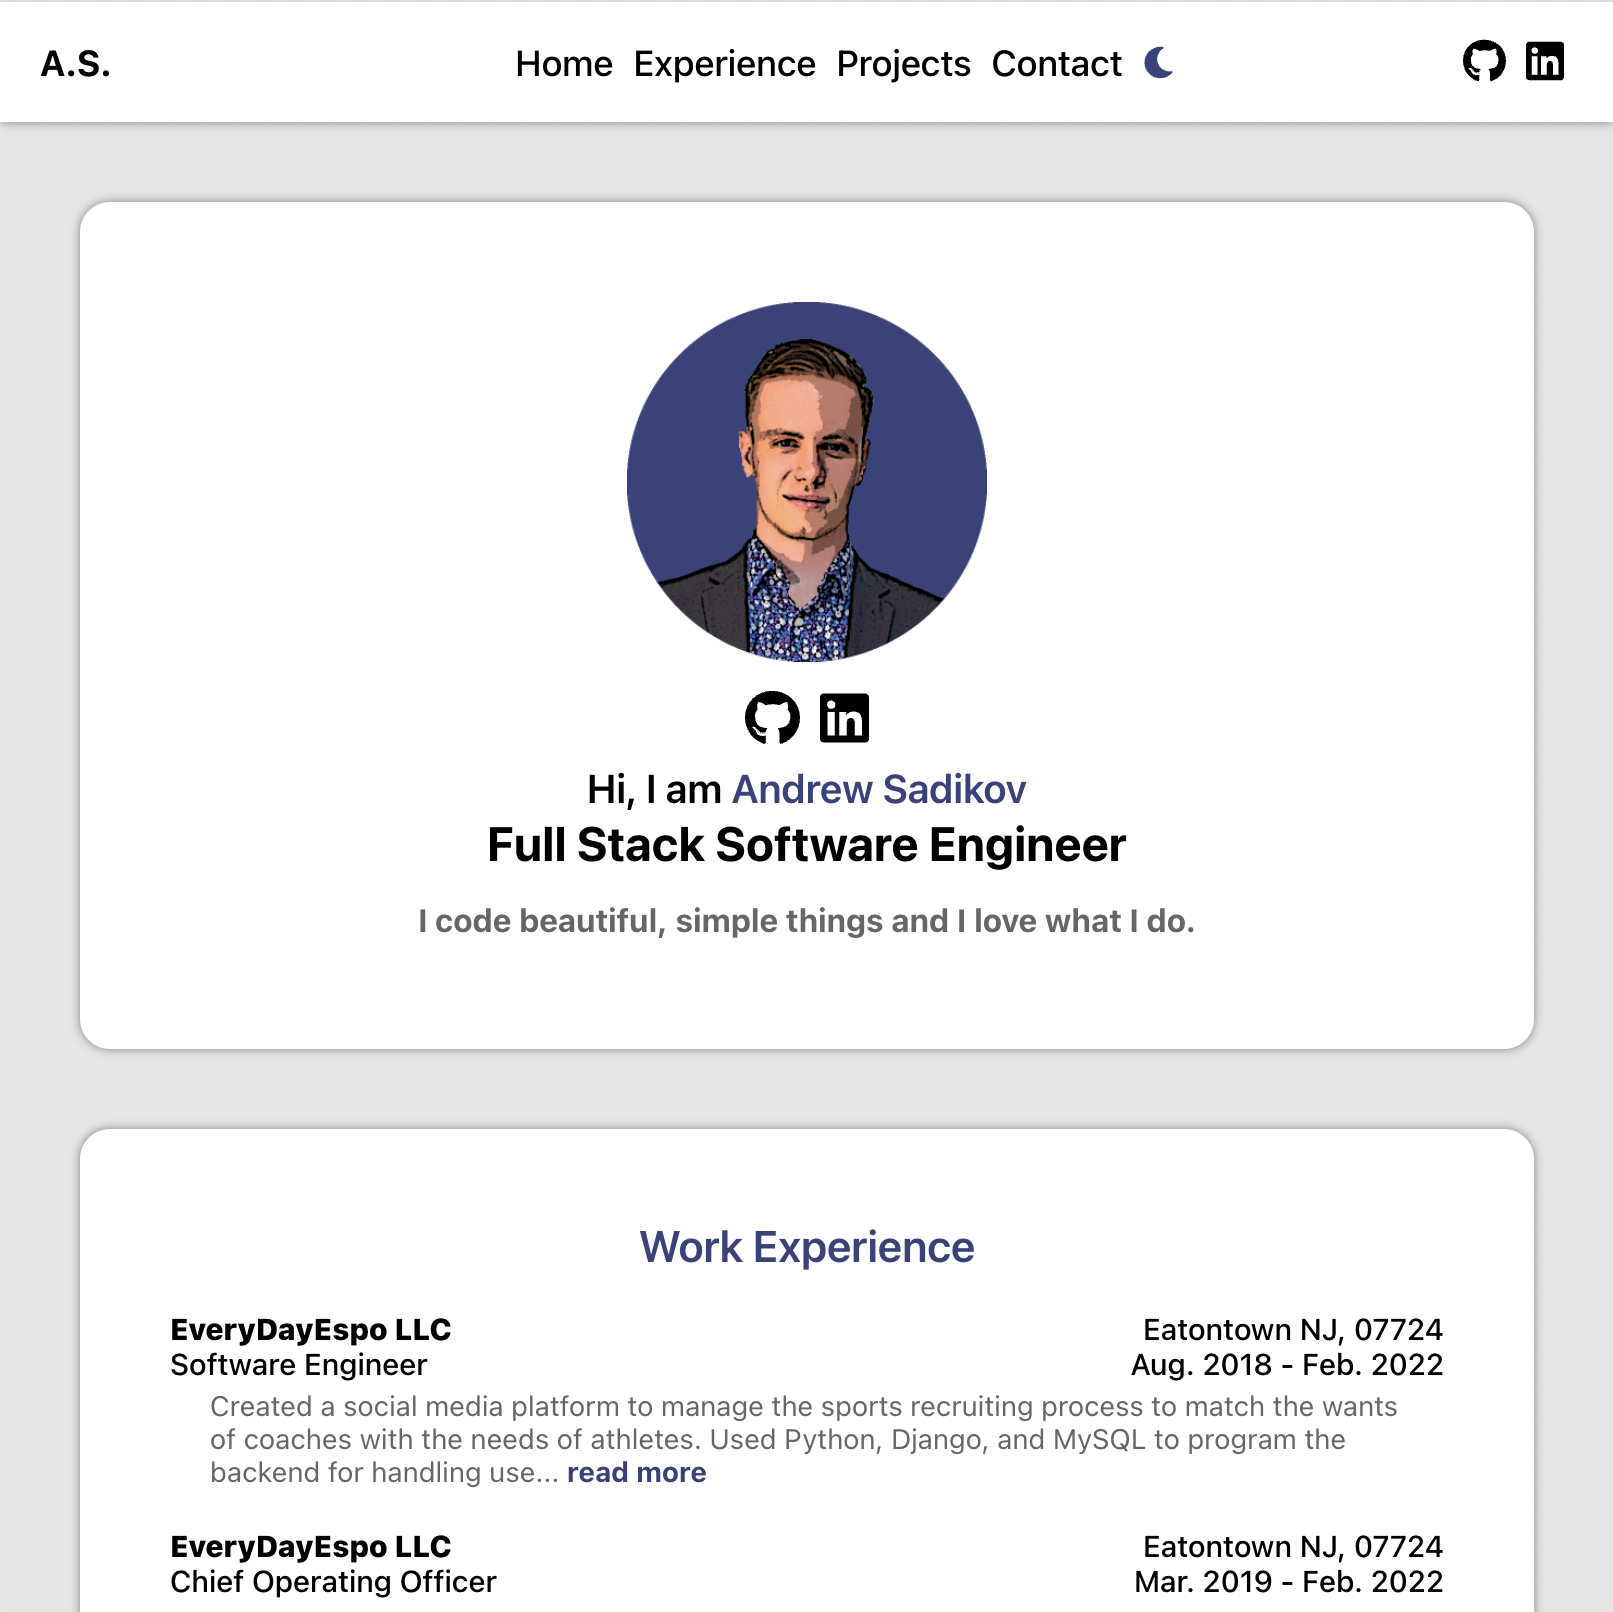 A.S.
Home Experience Projects Contact
in
in
Hi, I am Andrew Sadikov
Full Stack Software Engineer
I code beautiful, simple things and I love what I do.
Work Experience
EveryDayEspo LLC Eatontown NJ, 07724
Software Engineer Aug. 2018 - Feb. 2022
Created a social media platform to manage the sports recruiting process to match the wants
of coaches with the needs of athletes. Used Python, Django, and MySQL to program the
backend for handling use... read more
EveryDayEspo LLC Eatontown NJ, 07724
Chief Operating Officer Mar. 2019 - Feb. 2022